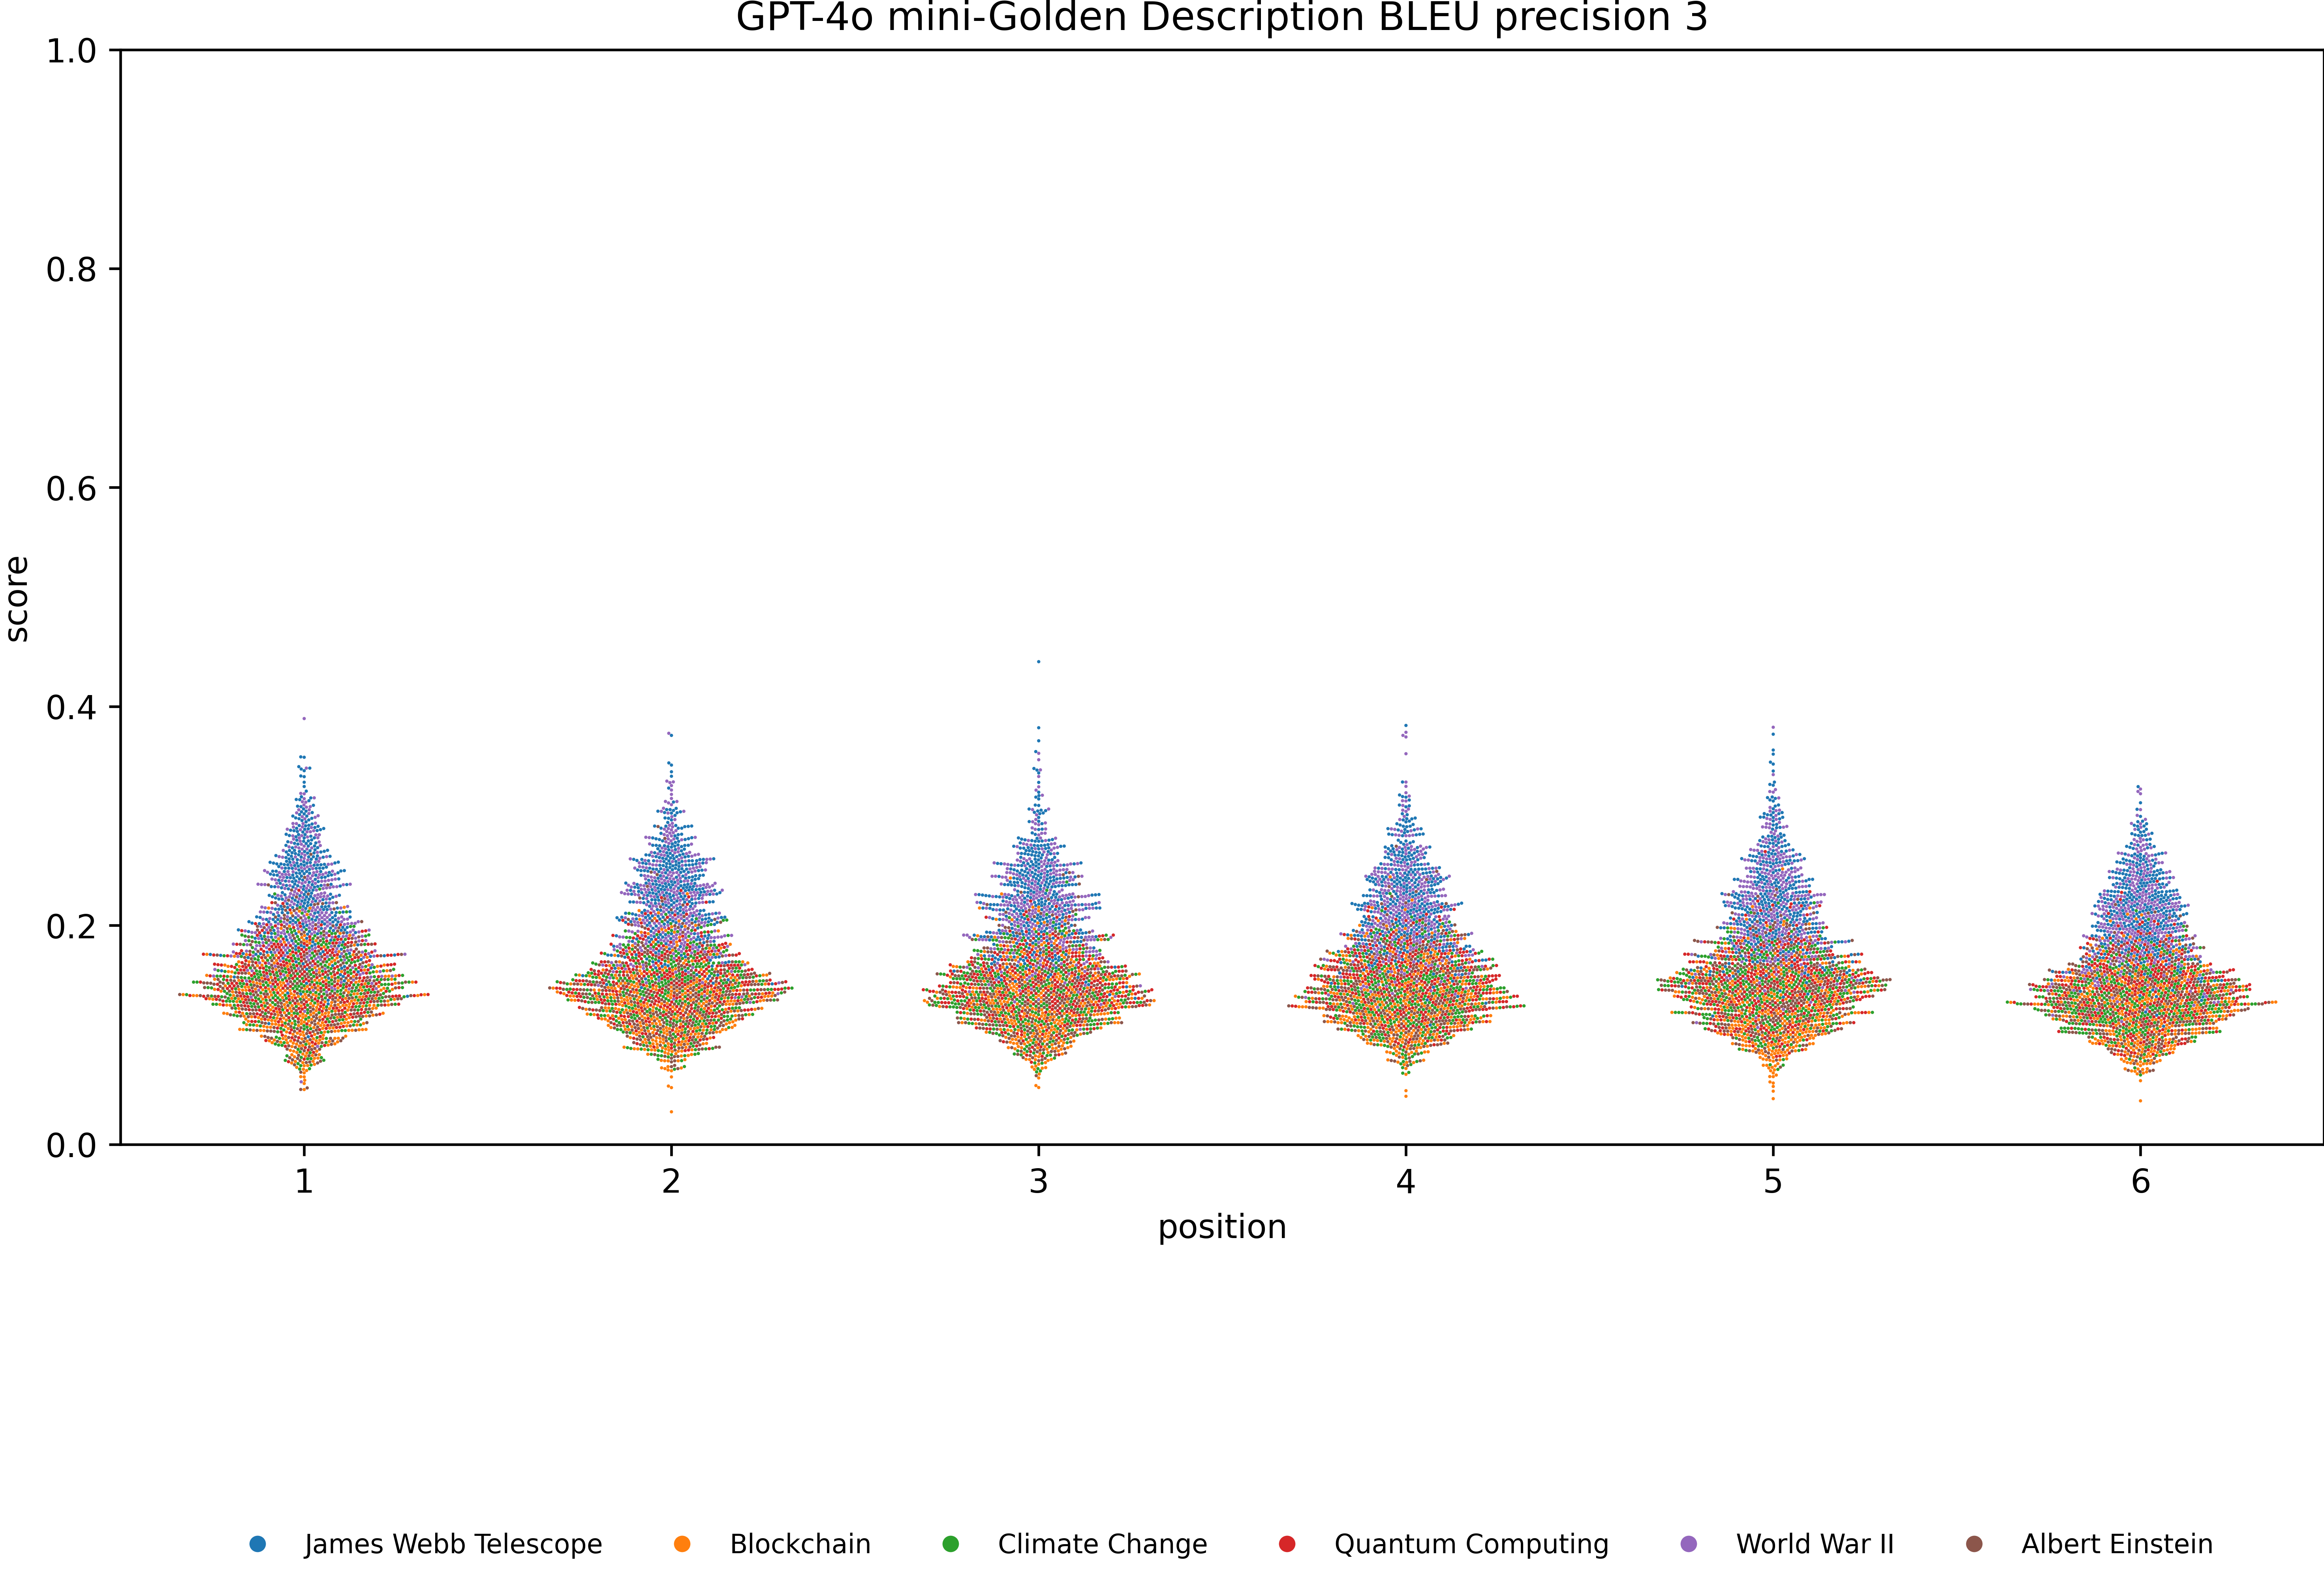 GPT-4o mini-Golden Description BLEU precision 3
1.0
0.8
0.6
0.4
0.2
0.0
score
1 2 3 4 5 6
position
James Webb Telescope Blockchain Climate Change Quantum Computing World War II Albert Einstein